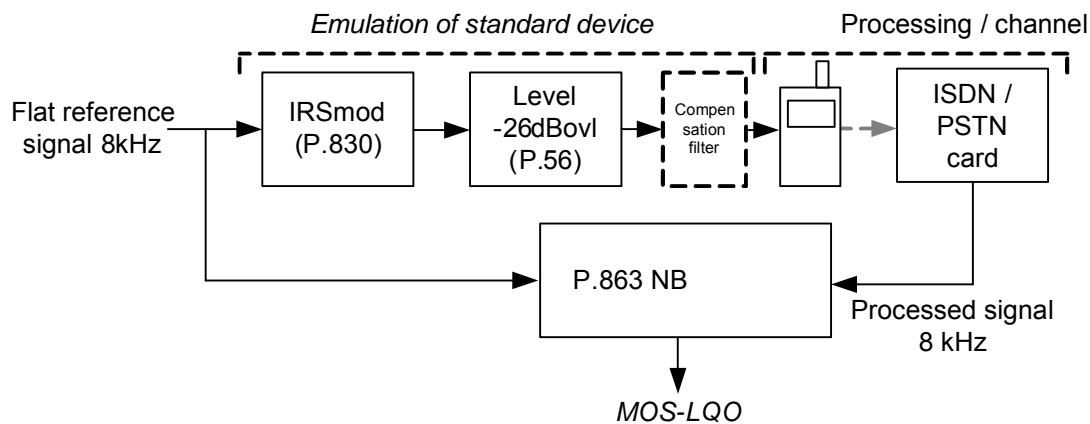 Emulation of standard device
Processing / channel
Flat reference
signal 8kHz
IRSmod
(P.830)
Level
-26dBovl
(P.56)
Compen
sation
filter
ISDN /
PSTN
card
P.863 NB
Processed signal
8 kHz
MOS-LQO